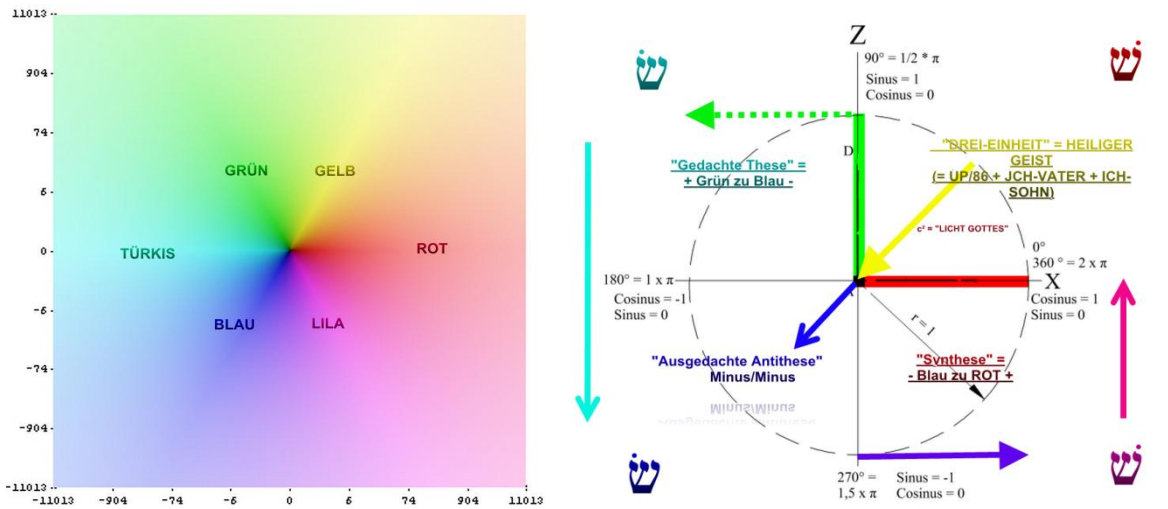 11013
904
74
6
0
-6
-74
-904
-11013
GRÜN GELB
TÜRKIS ROT
BLAU LILA
-11013 -904 -74 -6 0 6 74 904 11013
שׂ
Z
90° = 1/2 * π
Sinus = 1
Cosinus = 0
שׁ
D
"Gedachte These" =
+ Grün zu Blau -
"DREI-EINHEIT" = HEILIGER
GEIST
(= UP/86 + JCH-VATER + ICH-
SOHN)
c² = "LICHT GOTTES"
0°
360 ° = 2 x π
X
Cosinus = 1
Sinus = 0
180° = 1 x π
Cosinus = -1
Sinus = 0
r = 1
"Ausgedachte Antithese"
Minus/Minus
"Synthese" =
- Blau zu ROT +
שׂ
270° =
1,5 x π
Sinus = -1
Cosinus = 0
שׁ